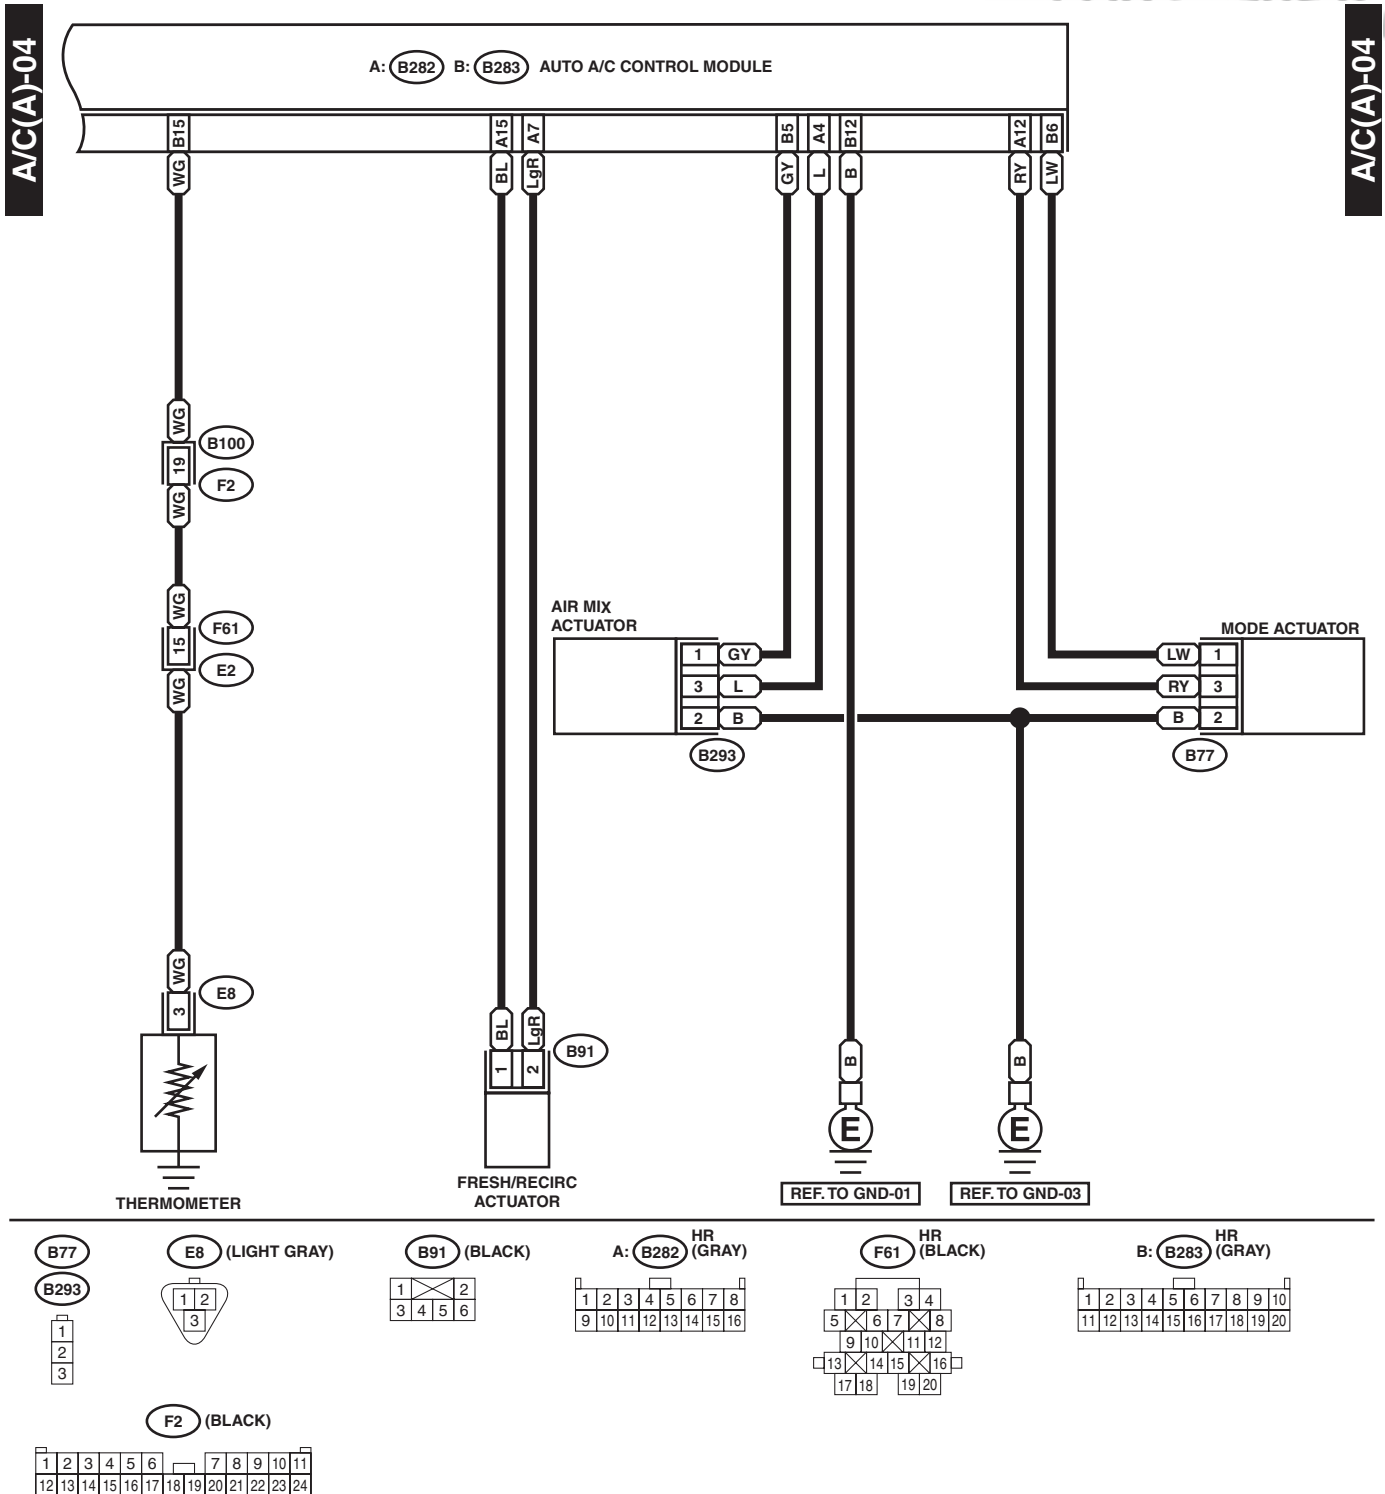 A/C(A)-04
A/C(A)-04
A: B282 B: B283 AUTO A/C CONTROL MODULE
B15 A15 A7 B5 A4 B12 A12 B6
WG BL LgR GY L B RY LW
WG
B100
19
F2
WG
WG
F61
15
E2
WG
AIR MIX
ACTUATOR
MODE ACTUATOR
1 GY LW 1
3 L RY 3
2 B B 2
B293 B77
WG
E8
3
BL LgR
B91
1 2
B B
E E
THERMOMETER
FRESH/RECIRC
ACTUATOR
REF. TO GND-01 REF. TO GND-03
B77
B293
1
2
3
E8 (LIGHT GRAY)
1 2
3
B91 (BLACK)
1 2
3 4 5 6
A: B282 HR
(GRAY)
1 2 3 4 5 6 7 8
9 10 11 12 13 14 15 16
F61 HR
(BLACK)
1 2 3 4
5 6 7 8
9 10 11 12
13 14 15 16
17 18 19 20
B: B283 HR
(GRAY)
1 2 3 4 5 6 7 8 9 10
11 12 13 14 15 16 17 18 19 20
F2 (BLACK)
1 2 3 4 5 6 7 8 9 10 11
12 13 14 15 16 17 18 19 20 21 22 23 24